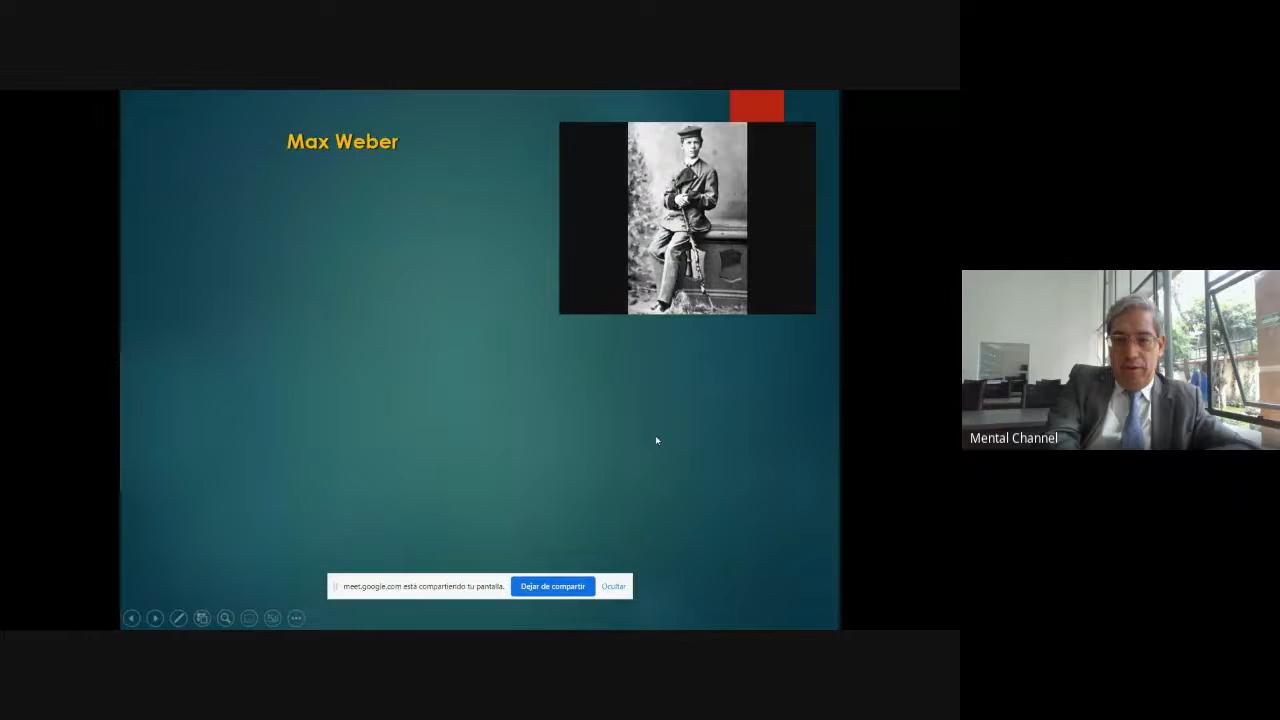 Max Weber
meet.google.com está compartiendo tu pantalla. Dejar de compartir Ocultar
Mental Channel